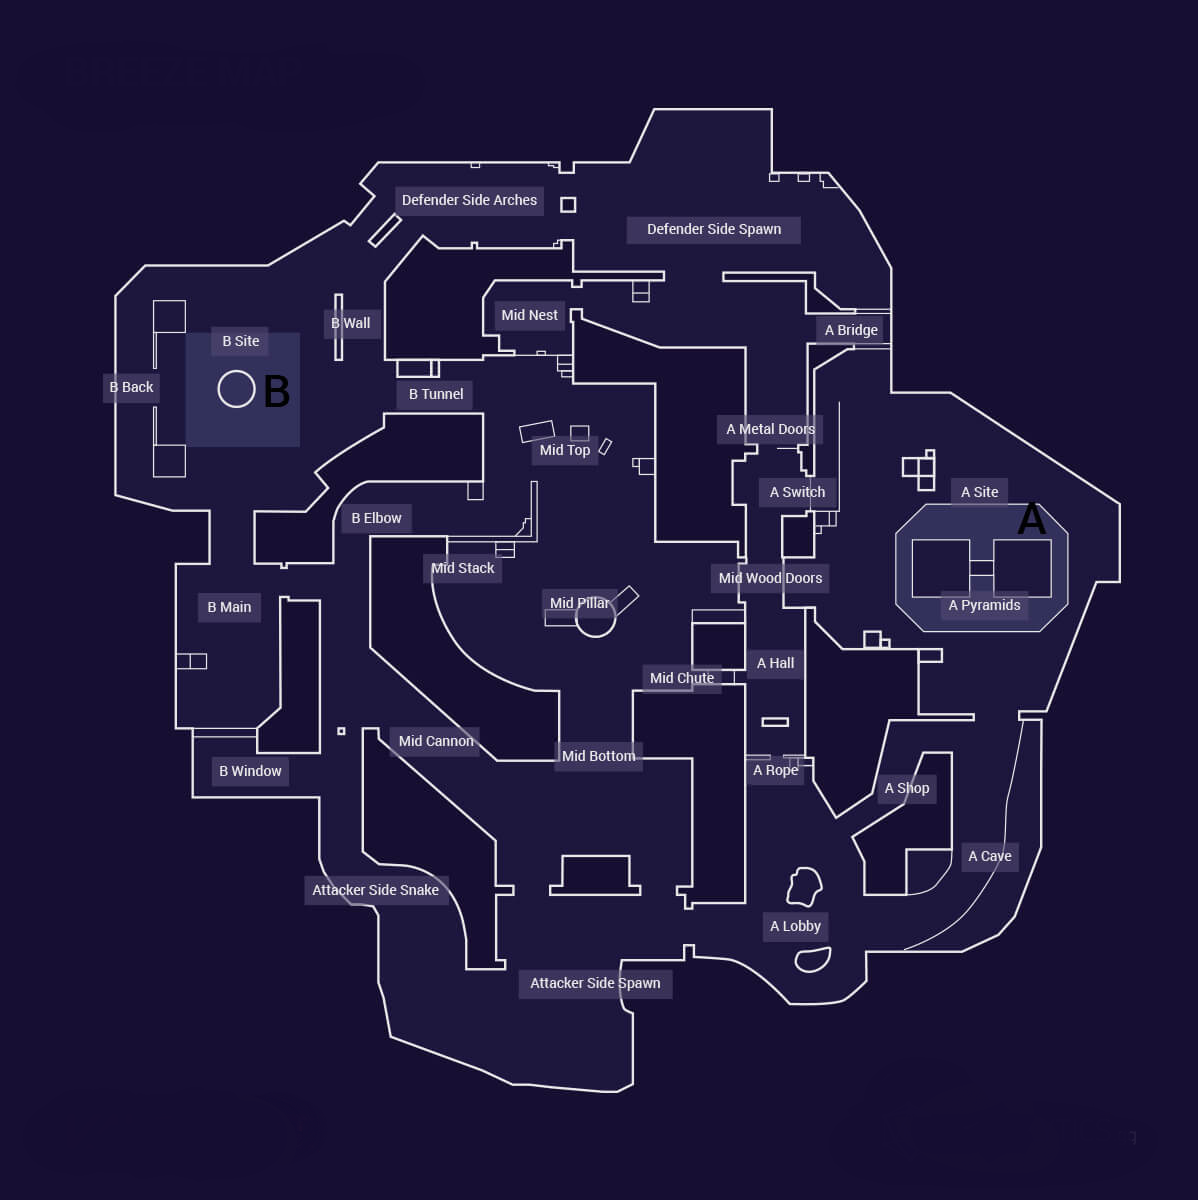 Defender Side Arches
Defender Side Spawn
Mid Nest
B Wall
A Bridge
B Site
B Back
B
B Tunnel
A Metal Doors
Mid Top
A Switch
A Site
B Elbow
A
Mid Stack
Mid Wood Doors
Mid Pillar
B Main
A Pyramids
A Hall
Mid Chute
Mid Cannon
Mid Bottom
B Window
A Rope
A Shop
A Cave
Attacker Side Snake
A Lobby
Attacker Side Spawn